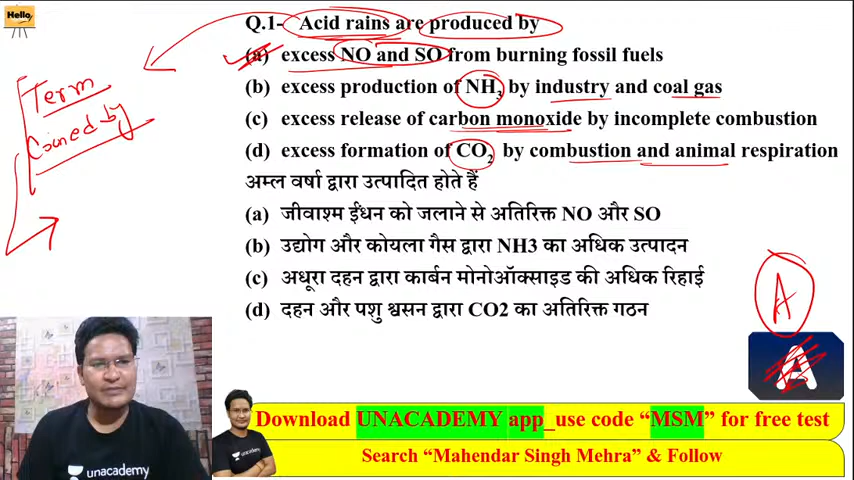 Hello
Q.1- Acid rains are produced by
(a) excess NO and SO from burning fossil fuels
(b) excess production of NH3 by industry and coal gas
(c) excess release of carbon monoxide by incomplete combustion
(d) excess formation of CO2 by combustion and animal respiration
अम्ल वर्षा द्वारा उत्पादित होते हैं
(a) जीवाश्म ईंधन को जलाने से अतिरिक्त NO और SO
(b) उद्योग और कोयला गैस द्वारा NH3 का अधिक उत्पादन
(c) अधूरा दहन द्वारा कार्बन मोनोऑक्साइड की अधिक रिहाई
(d) दहन और पशु श्वसन द्वारा CO2 का अतिरिक्त गठन
Term
Coined by
A
A
unacademy
unacademy
Download UNACADEMY app_use code “MSM” for free test
Search “Mahendar Singh Mehra” & Follow